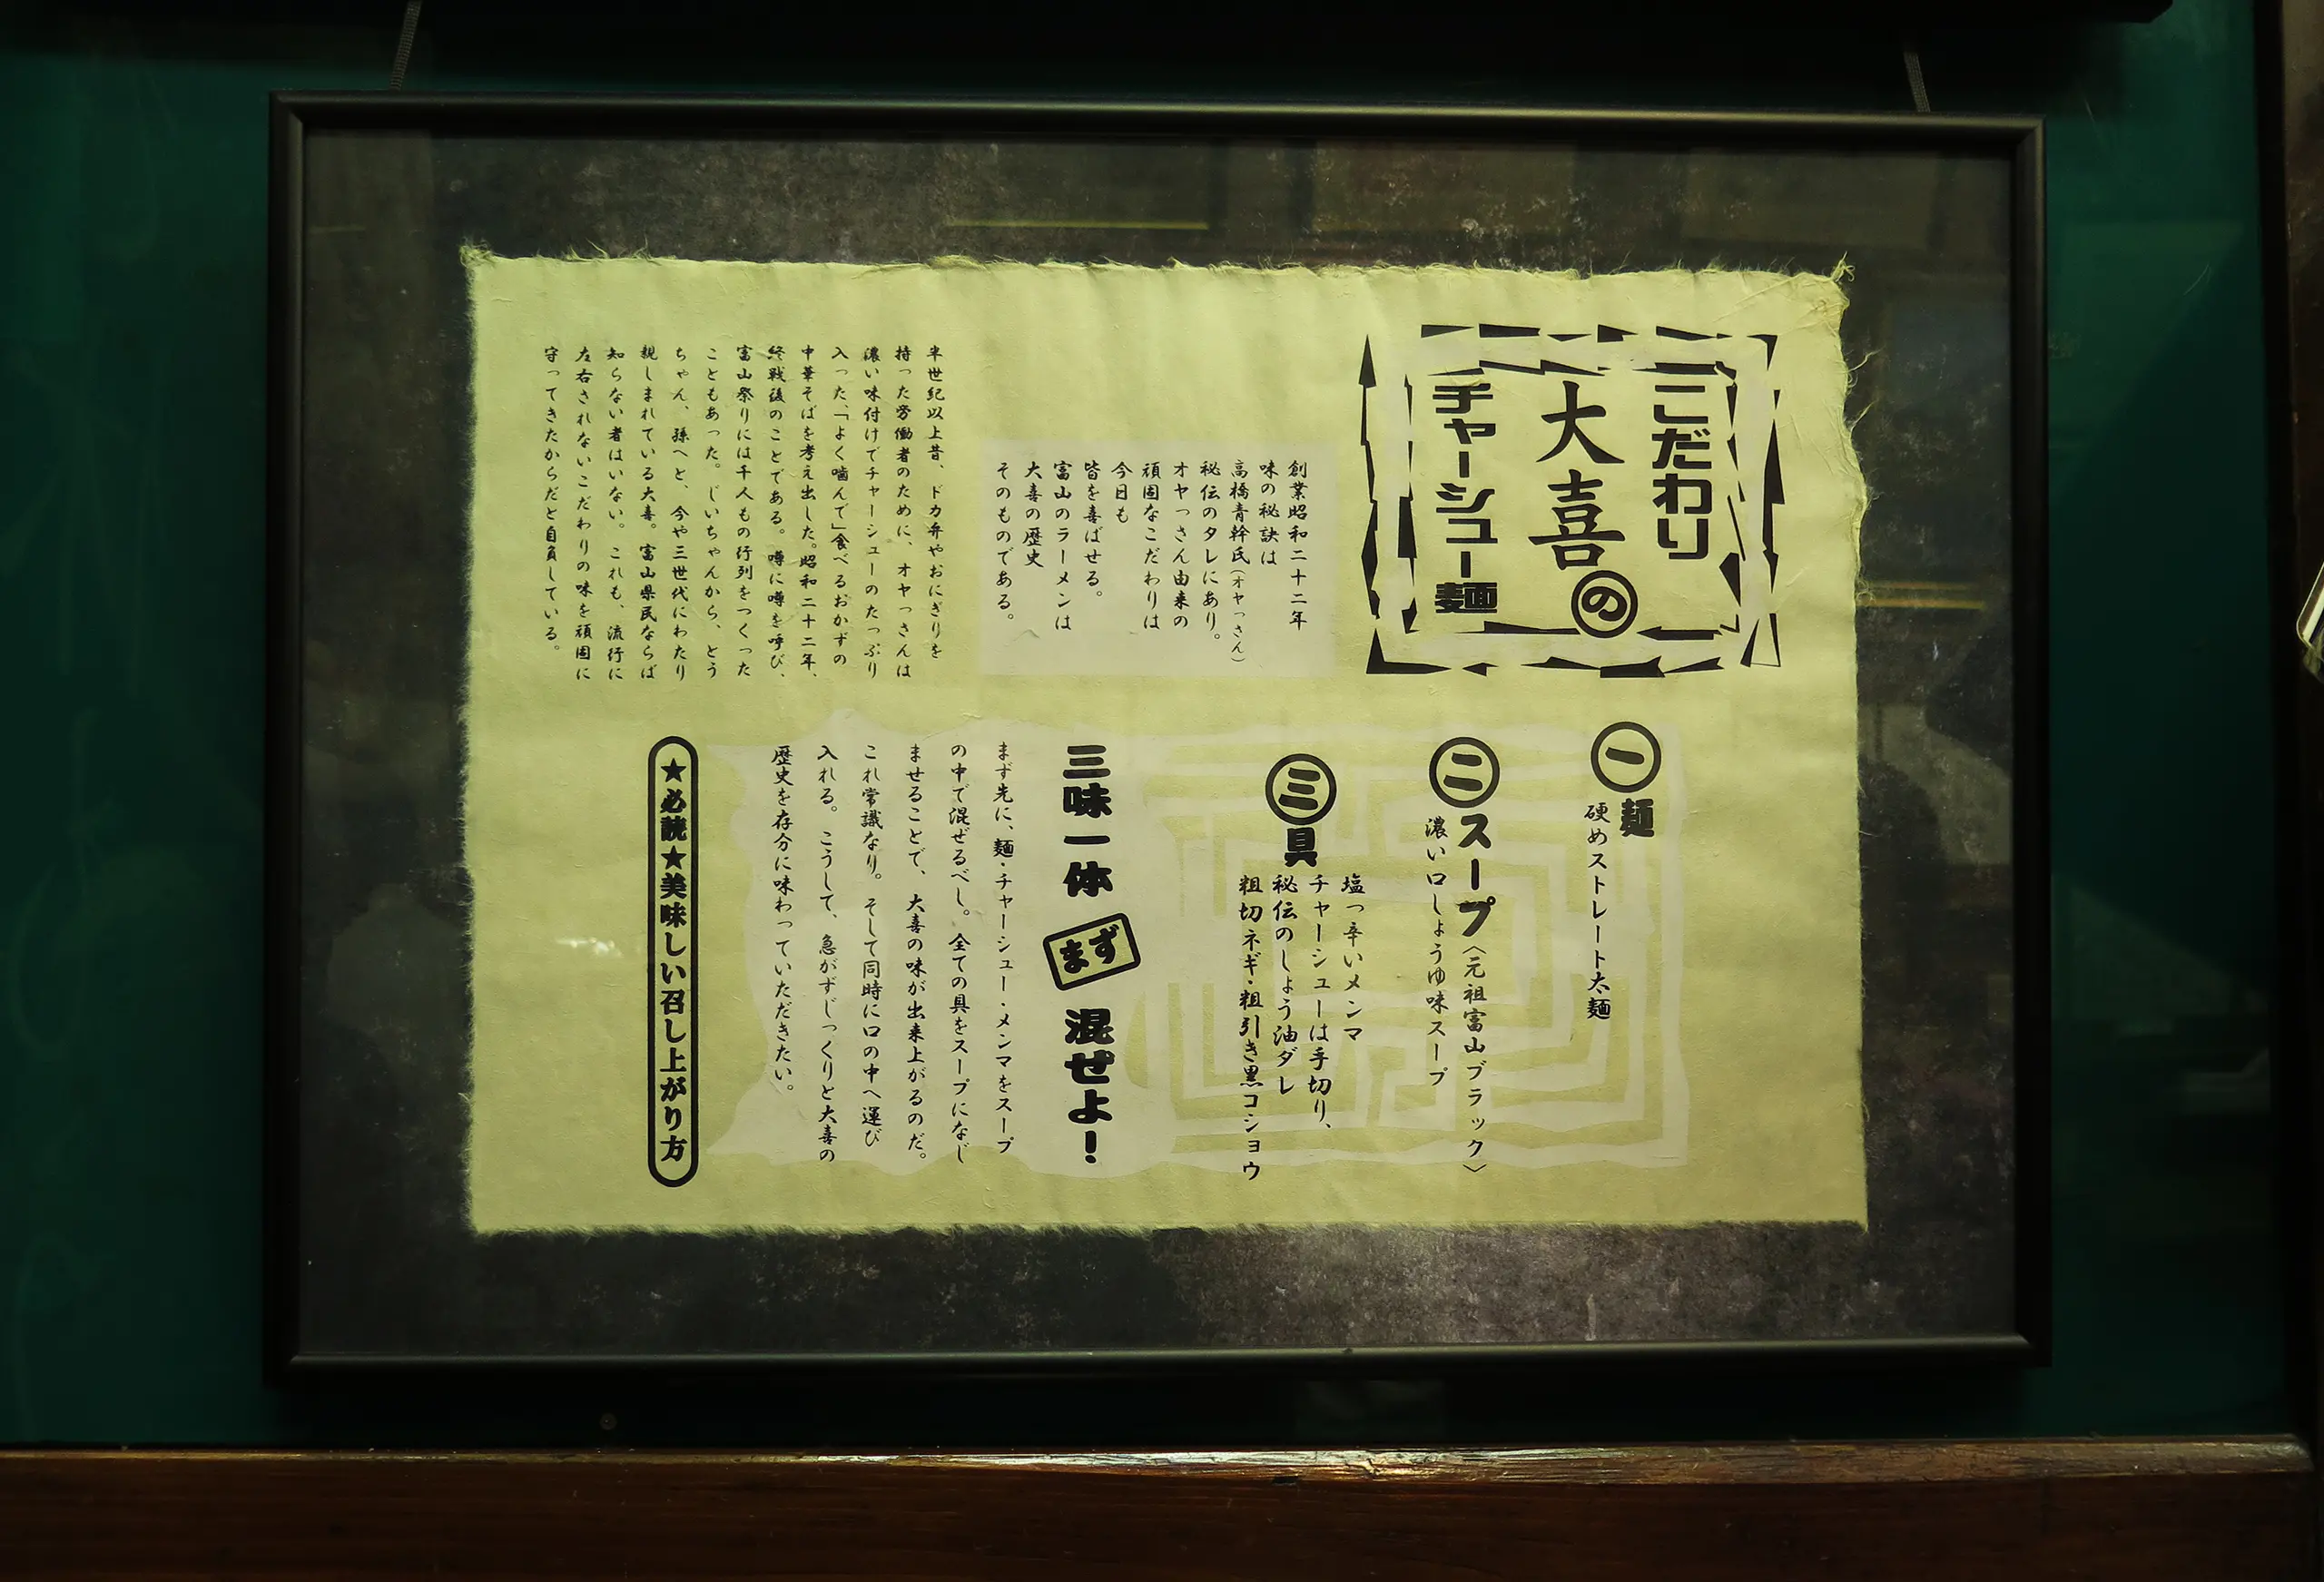 こだわり
大喜の
チャーシュー麺
創業昭和二十二年
味の秘訣は
高橋青幹氏（オヤっさん）
秘伝のタレにあり。
オヤっさん由来の
頑固なこだわりは
今日も
皆を喜ばせる。
富山のラーメンは
大喜の歴史
そのものである。
半世紀以上昔、ドカ弁やおにぎりを
持った労働者のために、オヤっさんは
濃い味付けでチャーシューのたっぷり
入った、「よく噛んで」食べるおかずの
中華そばを考え出した。昭和二十二年、
終戦後のことである。噂に噂を呼び、
富山祭りには千人もの行列をつくった
こともあった。じいちゃんから、とう
ちゃん、孫へと、今や三世代にわたり
親しまれている大喜。富山県民ならば
知らない者はいない。これも、流行に
左右されないこだわりの味を頑固に
守ってきたからだと自負している。
一 麺
硬めストレート太麺
二 スープ〈元祖富山ブラック〉
濃い口しょうゆ味スープ
三 具
塩っ辛いメンマ
チャーシューは手切り、
秘伝のしょう油ダレ
粗切ネギ・粗引き黒コショウ
三味一体 まず 混ぜよ！
まず先に、麺・チャーシュー・メンマをスープ
の中で混ぜるべし。全ての具をスープになじ
ませることで、大喜の味が出来上がるのだ。
これ常識なり。そして同時に口の中へ運び
入れる。こうして、急がずじっくりと大喜の
歴史を存分に味わっていただきたい。
★必読★美味しい召し上がり方